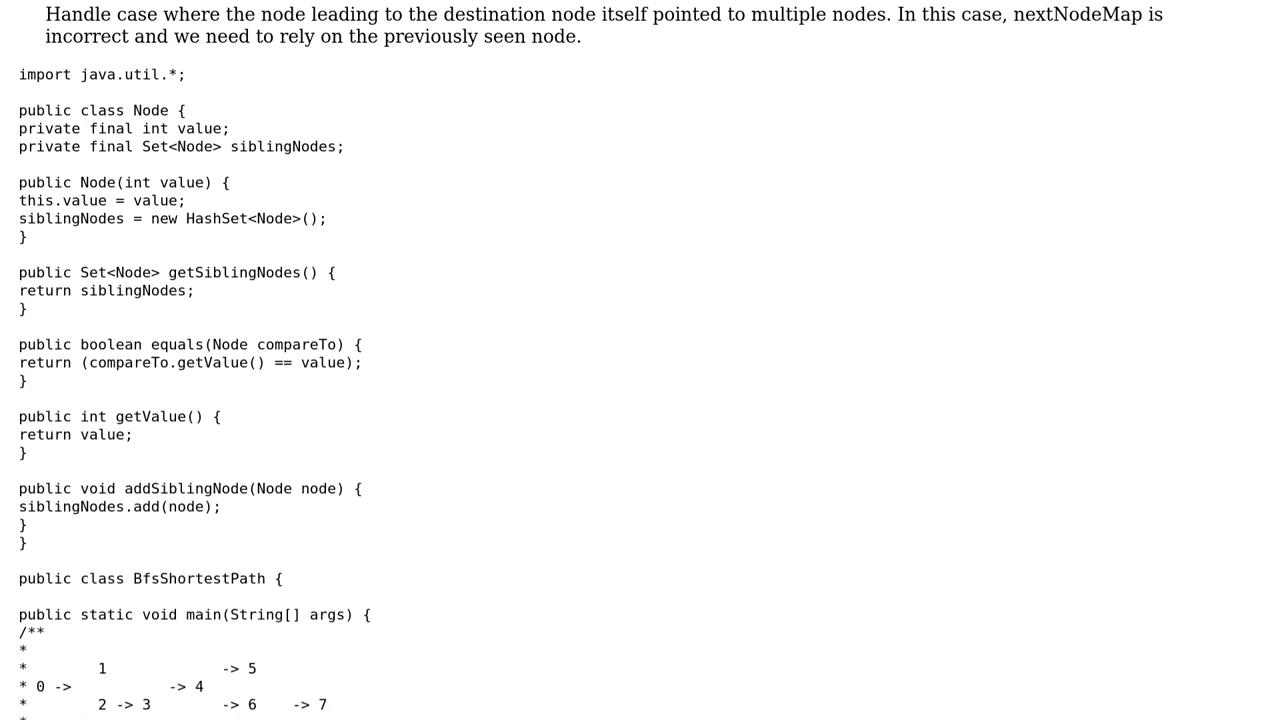 Handle case where the node leading to the destination node itself pointed to multiple nodes. In this case, nextNodeMap is
incorrect and we need to rely on the previously seen node.
import java.util.*;
public class Node {
private final int value;
private final Set<Node> siblingNodes;
public Node(int value) {
this.value = value;
siblingNodes = new HashSet<Node>();
}
public Set<Node> getSiblingNodes() {
return siblingNodes;
}
public boolean equals(Node compareTo) {
return (compareTo.getValue() == value);
}
public int getValue() {
return value;
}
public void addSiblingNode(Node node) {
siblingNodes.add(node);
}
}
public class BfsShortestPath {
public static void main(String[] args) {
/**
*
*        1             -> 5
* 0 ->           -> 4
*        2 -> 3        -> 6    -> 7
*